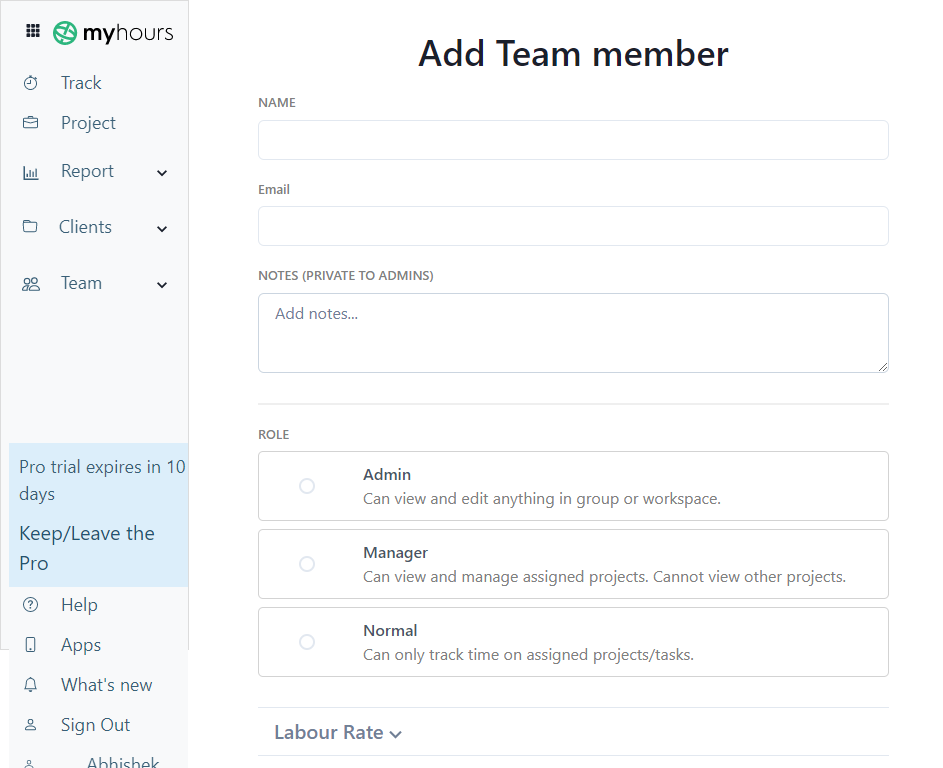 myhours
Track
Project
Report
Clients
Team
Pro trial expires in 10
days
Keep/Leave the
Pro
Help
Apps
What's new
Sign Out
Abhishek
Add Team member
NAME
Email
NOTES (PRIVATE TO ADMINS)
Add notes...
ROLE
Admin
Can view and edit anything in group or workspace.
Manager
Can view and manage assigned projects. Cannot view other projects.
Normal
Can only track time on assigned projects/tasks.
Labour Rate